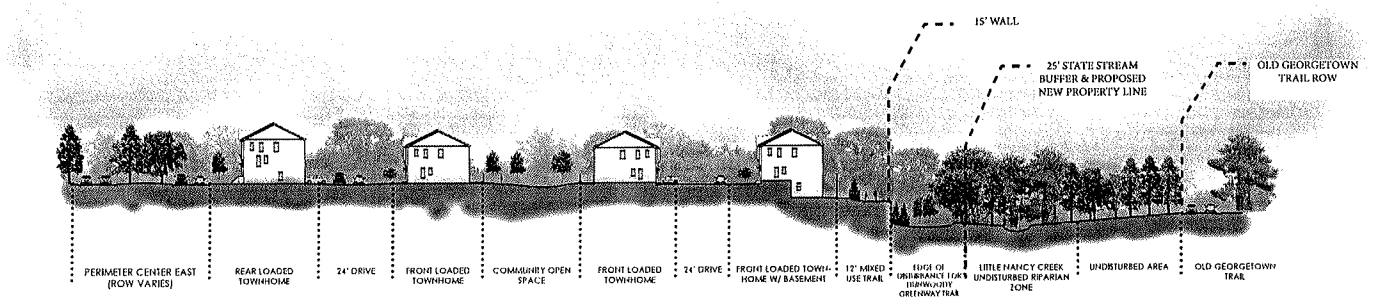 15' WALL
25' STATE STREAM
BUFFER & PROPOSED
NEW PROPERTY LINE
OLD GEORGETOWN
TRAIL ROW
PERIMETER CENTER EAST
(ROW VARIES)
REAR LOADED
TOWNHOME
24' DRIVE
FRONT LOADED
TOWNHOME
COMMUNITY OPEN
SPACE
FRONT LOADED
TOWNHOME
24' DRIVE
FRONT LOADED TOWN-
HOME W/ BASEMENT
12' MIXED
USE TRAIL
EDGE OF
DISTURBANCE FOR
DUNWOODY
GREENWAY TRAIL
LITTLE NANCY CREEK
UNDISTURBED RIPARIAN
ZONE
UNDISTURBED AREA
OLD GEORGETOWN
TRAIL